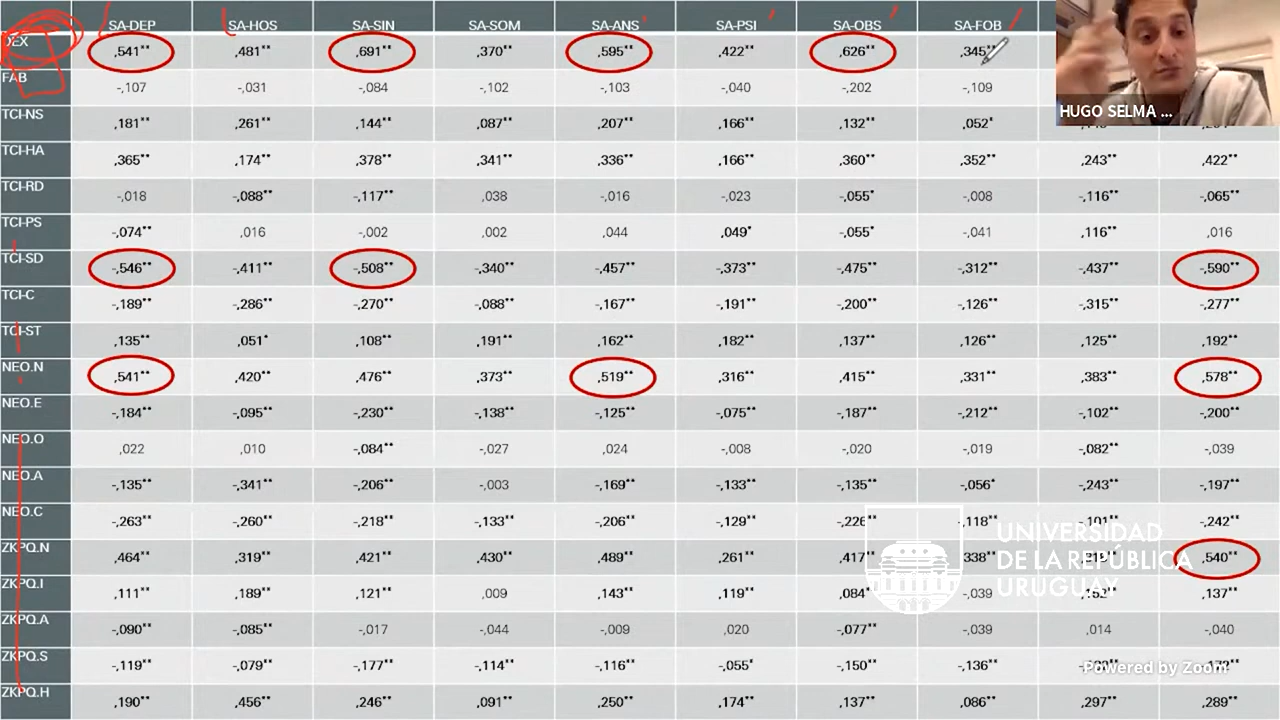 SA-DEP SA-HOS SA-SIN SA-SOM SA-ANS SA-PSI SA-OBS SA-FOB
DEX ,541** ,481** ,691** ,370** ,595** ,422** ,626** ,345**
FAB -,107 -,031 -,084 -,102 -,103 -,040 -,202 -,109
HUGO SELMA ...
TCI-NS ,181** ,261** ,144** ,087** ,207** ,166** ,132** ,052*
TCI-HA ,365** ,174** ,378** ,341** ,336** ,166** ,360** ,352** ,243** ,422**
TCI-RD -,018 -,088** -,117** ,038 -,016 -,023 -,055* -,008 -,116** -,065**
TCI-PS -,074** ,016 -,002 ,002 ,044 ,049* -,055* -,041 ,116** ,016
TCI-SD -,546** -,411** -,508** -,340** -,457** -,373** -,475** -,312** -,437** -,590**
TCI-C -,189** -,286** -,270** -,088** -,167** -,191** -,200** -,126** -,315** -,277**
TCI-ST ,135** ,051* ,108** ,191** ,162** ,182** ,137** ,126** ,125** ,192**
NEO.N ,541** ,420** ,476** ,373** ,519** ,316** ,415** ,331** ,383** ,578**
NEO.E -,184** -,095** -,230** -,138** -,125** -,075** -,187** -,212** -,102** -,200**
NEO.O ,022 ,010 -,084** -,027 ,024 -,008 -,020 -,019 -,082** -,039
NEO.A -,135** -,341** -,206** -,003 -,169** -,133** -,135** -,056* -,243** -,197**
NEO.C -,263** -,260** -,218** -,133** -,206** -,129** -,226** -,118** -,101** -,242**
ZKPQ.N ,464** ,319** ,421** ,430** ,489** ,261** ,417** ,338** ,540**
ZKPQ.I ,111** ,189** ,121** ,009 ,143** ,119** ,084** -,039 ,152** ,137**
UNIVERSIDAD
DE LA REPÚBLICA
URUGUAY
ZKPQ.A -,090** -,085** -,017 -,044 -,009 ,020 -,077** -,039 ,014 -,040
ZKPQ.S -,119** -,079** -,177** -,114** -,116** -,055* -,150** -,136**
Powered by Zoom
ZKPQ.H ,190** ,456** ,246** ,091** ,250** ,174** ,137** ,086** ,297** ,289**